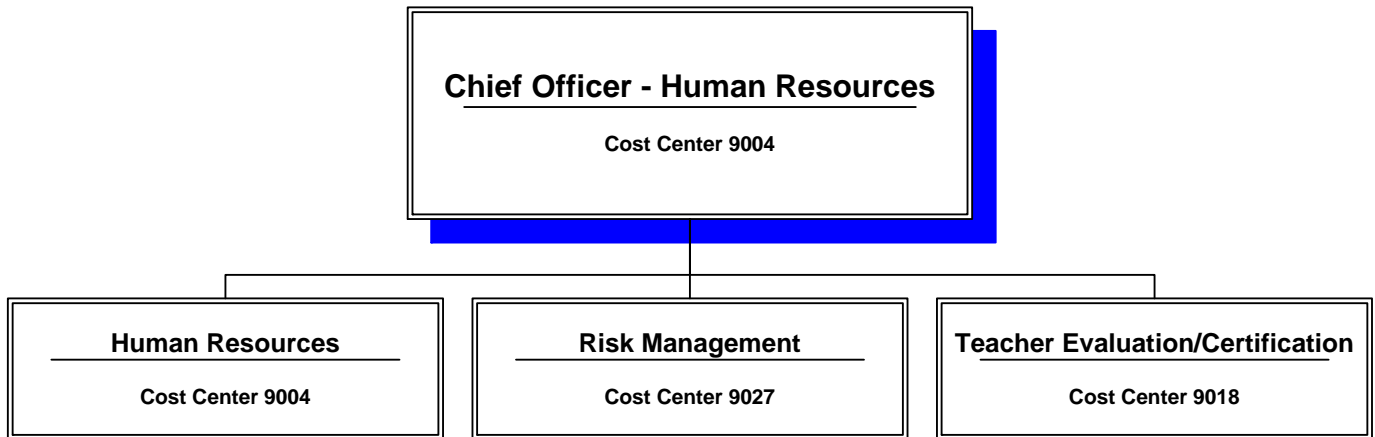 Chief Officer - Human Resources
Cost Center 9004
Human Resources
Cost Center 9004
Risk Management
Cost Center 9027
Teacher Evaluation/Certification
Cost Center 9018